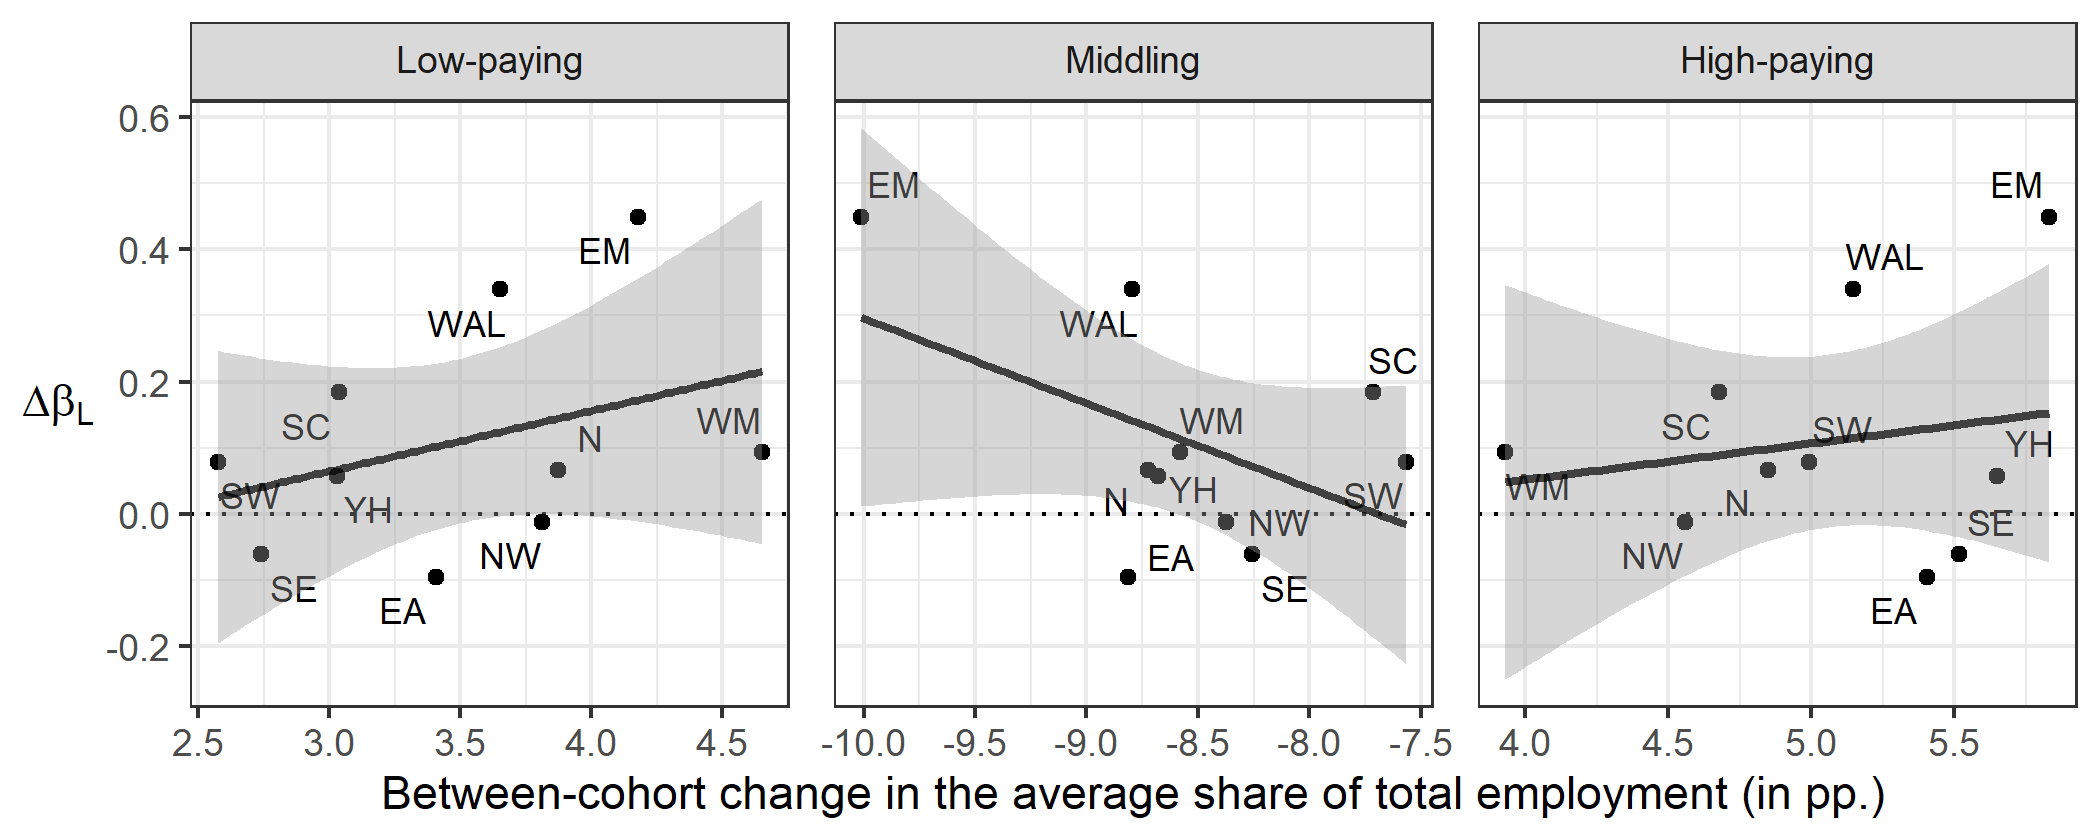 Low-paying
Middling
High-paying
0.6
0.4
0.2
0.0
-0.2
ΔβL
EM
WAL
SC
WM
N
SW
YH
NW
SE
EA
EM
WAL
SC
WM
YH
N
SW
NW
EA
SE
EM
WAL
SC
SW
YH
WM
N
SE
NW
EA
2.5 3.0 3.5 4.0 4.5
-10.0 -9.5 -9.0 -8.5 -8.0 -7.5
4.0 4.5 5.0 5.5
Between-cohort change in the average share of total employment (in pp.)